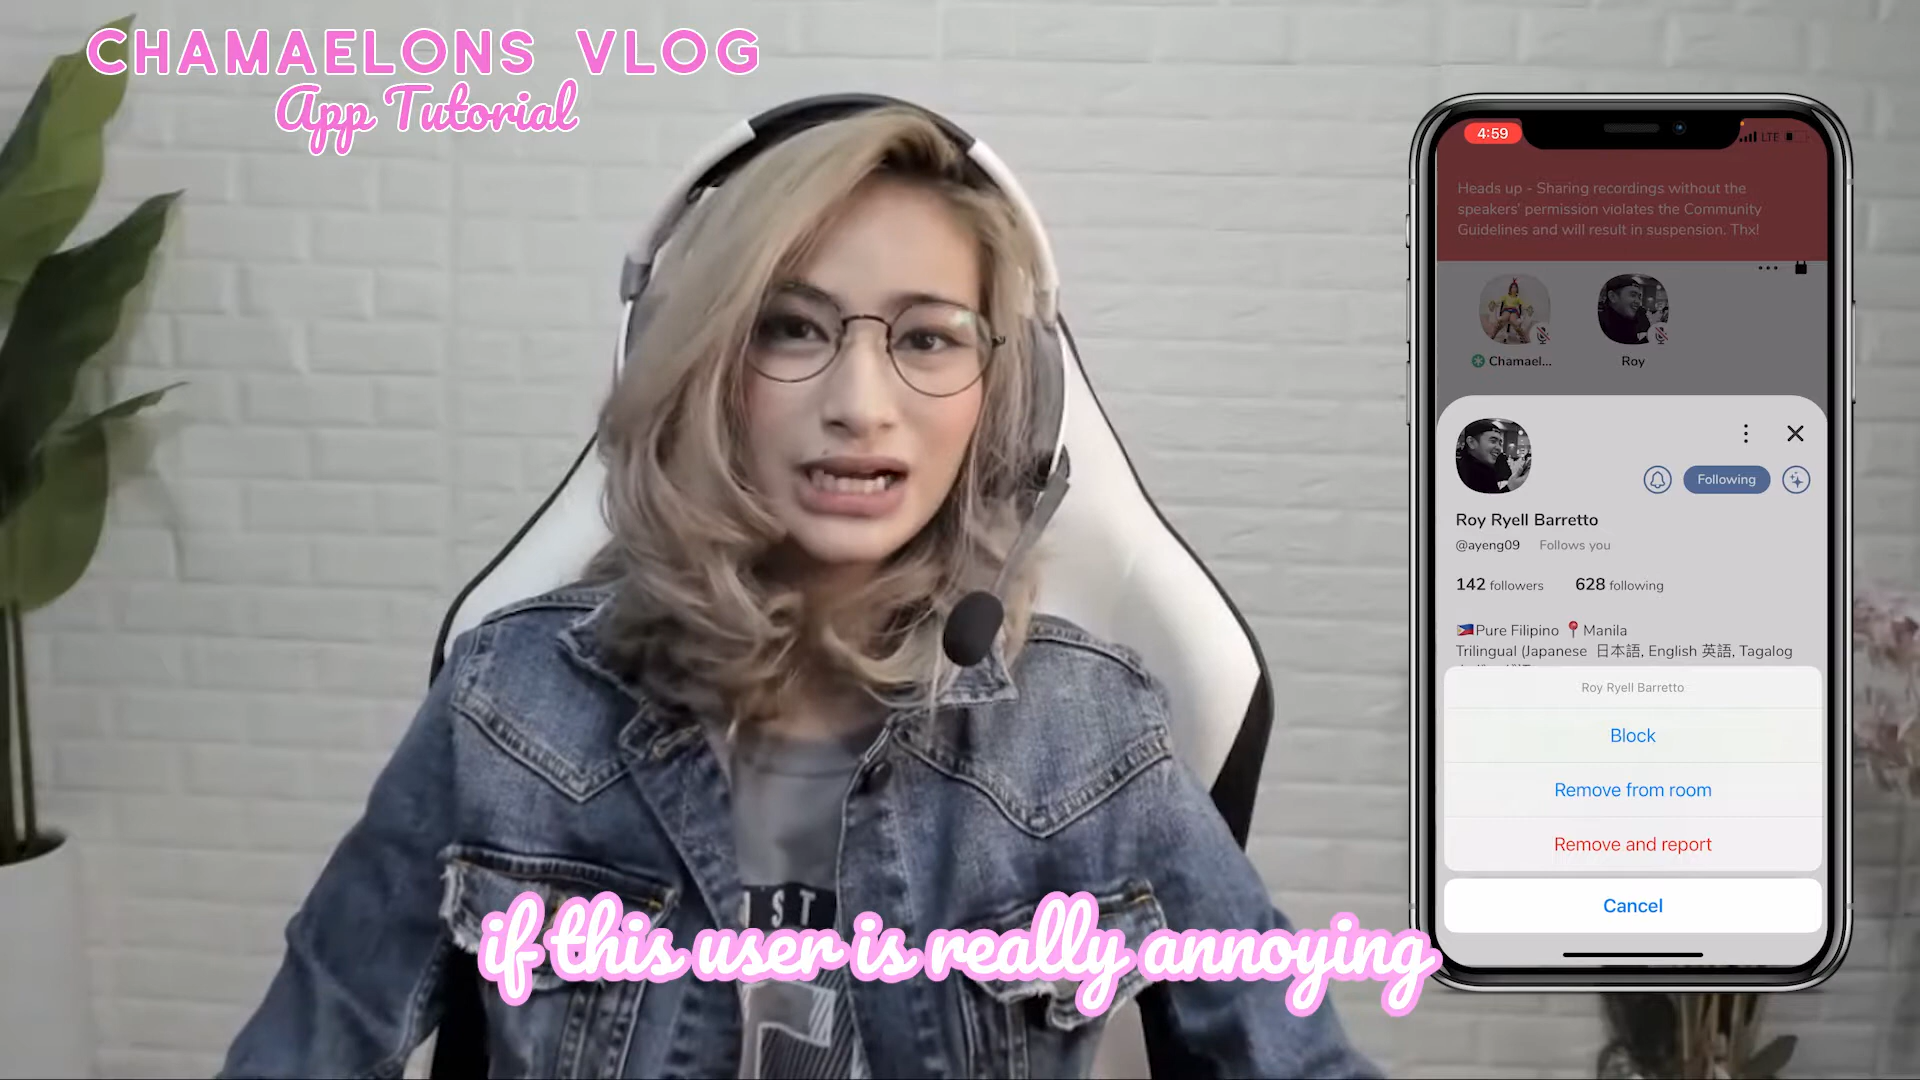 CHAMAELONS VLOG
App Tutorial
4:59
LTE
Heads up - Sharing recordings without the
speakers' permission violates the Community
Guidelines and will result in suspension. Thx!
Chamael...
Roy
Following
Roy Ryell Barretto
@ayeng09 Follows you
142 followers 628 following
🇵🇭Pure Filipino 📍Manila
Trilingual (Japanese 日本語, English 英語, Tagalog
Roy Ryell Barretto
Block
Remove from room
Remove and report
Cancel
IST
if this user is really annoying